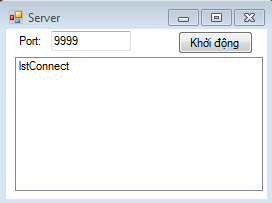 Server
Port: 9999 Khởi động
lstConnect